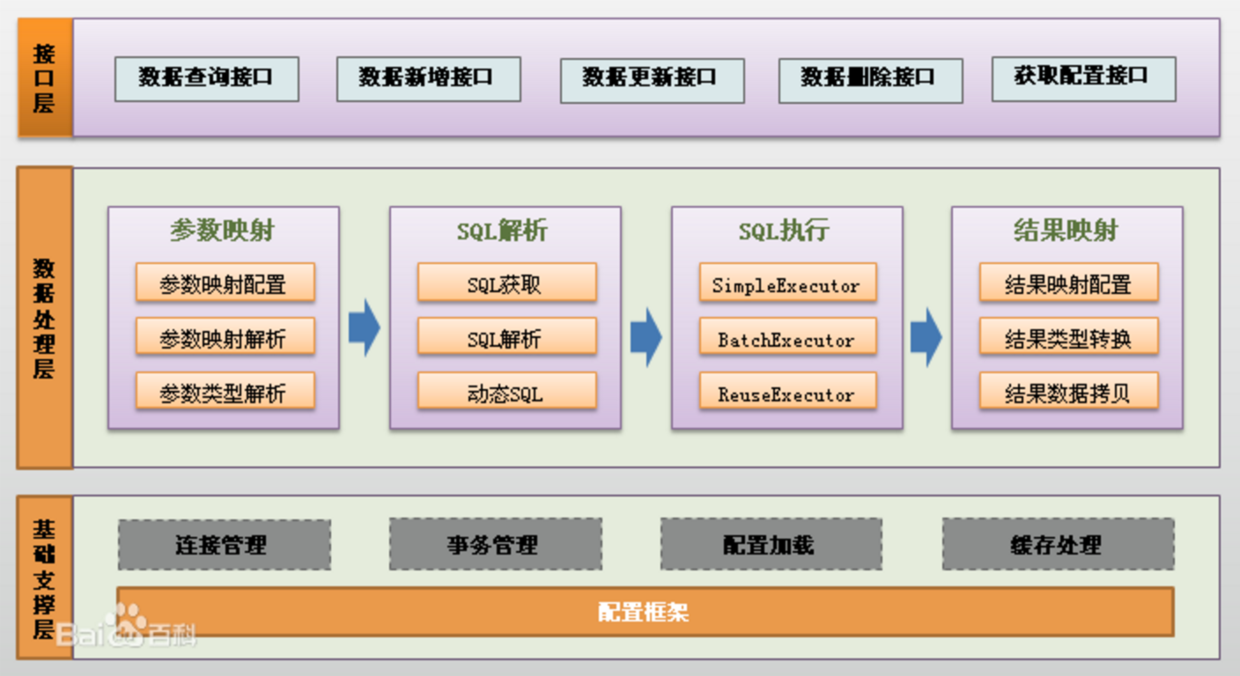 接口层
数据查询接口
数据新增接口
数据更新接口
数据删除接口
获取配置接口
数据处理层
参数映射
参数映射配置
参数映射解析
参数类型解析
SQL解析
SQL获取
SQL解析
动态SQL
SQL执行
SimpleExecutor
BatchExecutor
ReuseExecutor
结果映射
结果映射配置
结果类型转换
结果数据拷贝
基础支撑层
连接管理
事务管理
配置加载
缓存处理
配置框架
Bai百科